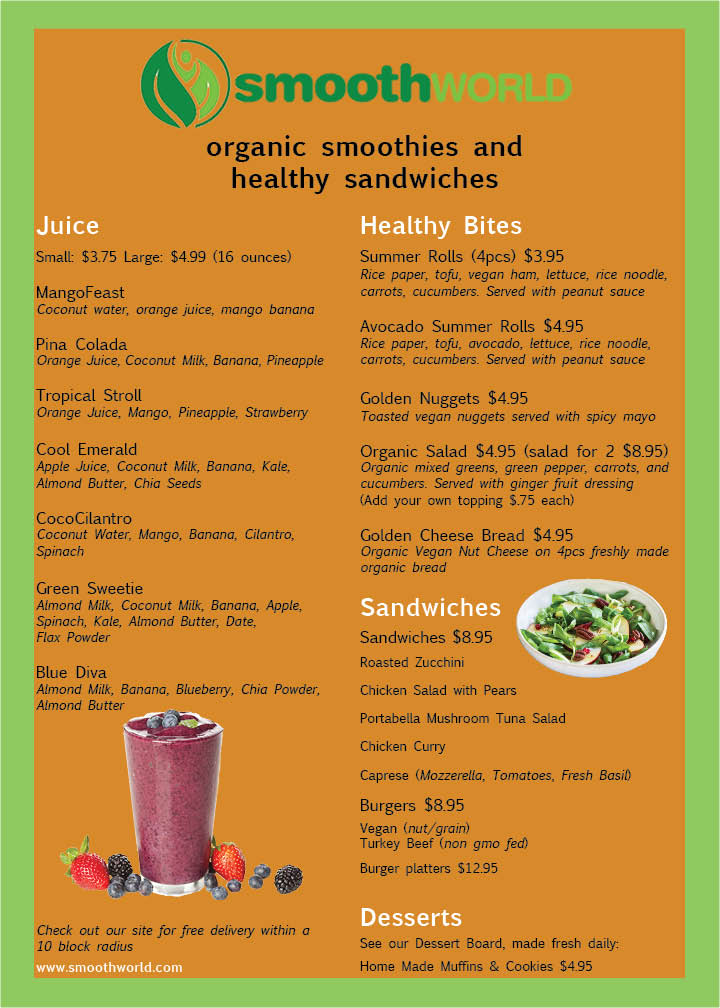 smoothWORLD
organic smoothies and
healthy sandwiches
Juice
Small: $3.75 Large: $4.99 (16 ounces)
MangoFeast
Coconut water, orange juice, mango banana
Pina Colada
Orange Juice, Coconut Milk, Banana, Pineapple
Tropical Stroll
Orange Juice, Mango, Pineapple, Strawberry
Cool Emerald
Apple Juice, Coconut Milk, Banana, Kale,
Almond Butter, Chia Seeds
CocoCilantro
Coconut Water, Mango, Banana, Cilantro,
Spinach
Green Sweetie
Almond Milk, Coconut Milk, Banana, Apple,
Spinach, Kale, Almond Butter, Date,
Flax Powder
Blue Diva
Almond Milk, Banana, Blueberry, Chia Powder,
Almond Butter
Check out our site for free delivery within a
10 block radius
www.smoothworld.com
Healthy Bites
Summer Rolls (4pcs) $3.95
Rice paper, tofu, vegan ham, lettuce, rice noodle,
carrots, cucumbers. Served with peanut sauce
Avocado Summer Rolls $4.95
Rice paper, tofu, avocado, lettuce, rice noodle,
carrots, cucumbers. Served with peanut sauce
Golden Nuggets $4.95
Toasted vegan nuggets served with spicy mayo
Organic Salad $4.95 (salad for 2 $8.95)
Organic mixed greens, green pepper, carrots, and
cucumbers. Served with ginger fruit dressing
(Add your own topping $.75 each)
Golden Cheese Bread $4.95
Organic Vegan Nut Cheese on 4pcs freshly made
organic bread
Sandwiches
Sandwiches $8.95
Roasted Zucchini
Chicken Salad with Pears
Portabella Mushroom Tuna Salad
Chicken Curry
Caprese (Mozzerella, Tomatoes, Fresh Basil)
Burgers $8.95
Vegan (nut/grain)
Turkey Beef (non gmo fed)
Burger platters $12.95
Desserts
See our Dessert Board, made fresh daily:
Home Made Muffins & Cookies $4.95